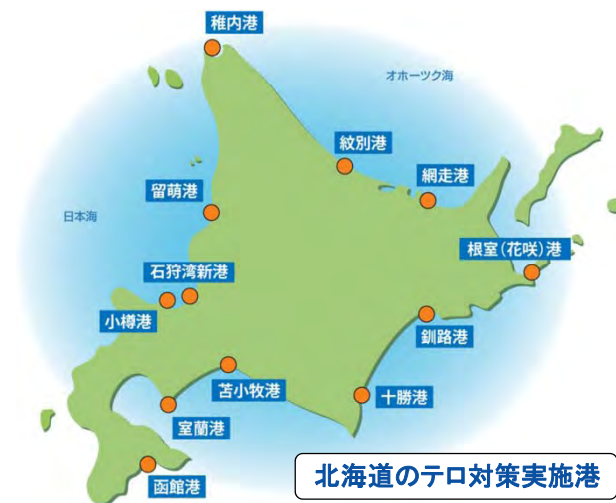 稚内港
オホーツク海
紋別港
網走港
留萌港
日本海
根室(花咲)港
石狩湾新港
小樽港
釧路港
苫小牧港
十勝港
室蘭港
函館港
北海道のテロ対策実施港